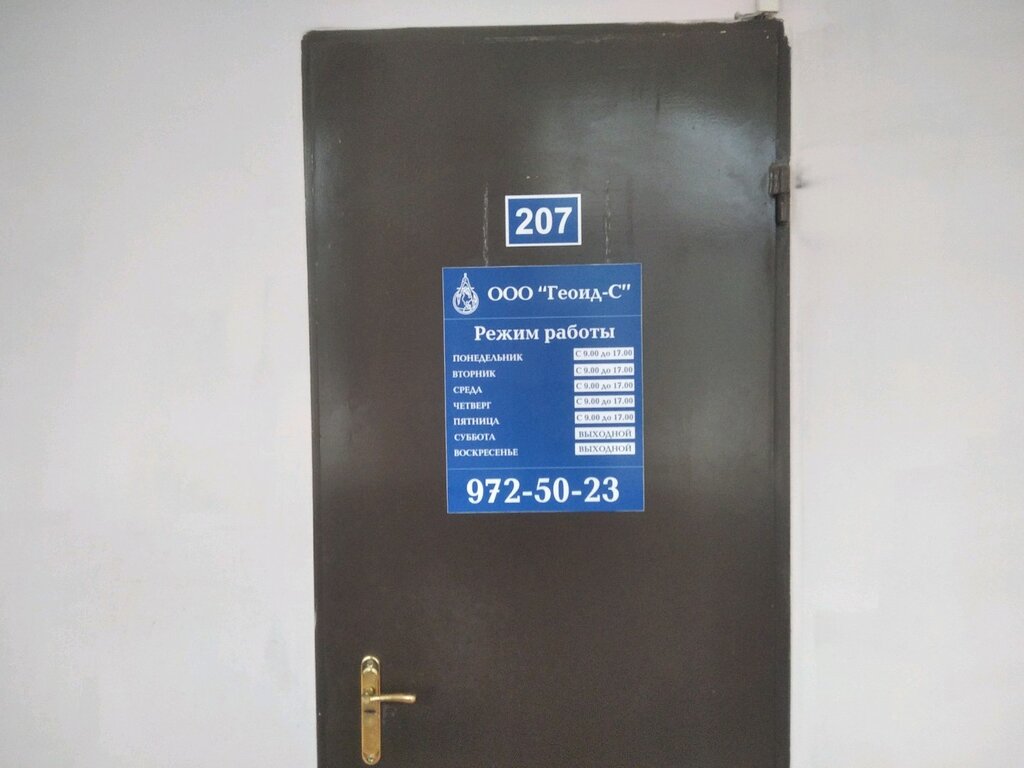 207
ООО “Геоид-С”
Режим работы
ПОНЕДЕЛЬНИК С 9.00 до 17.00
ВТОРНИК С 9.00 до 17.00
СРЕДА С 9.00 до 17.00
ЧЕТВЕРГ С 9.00 до 17.00
ПЯТНИЦА С 9.00 до 17.00
СУББОТА ВЫХОДНОЙ
ВОСКРЕСЕНЬЕ ВЫХОДНОЙ
972-50-23